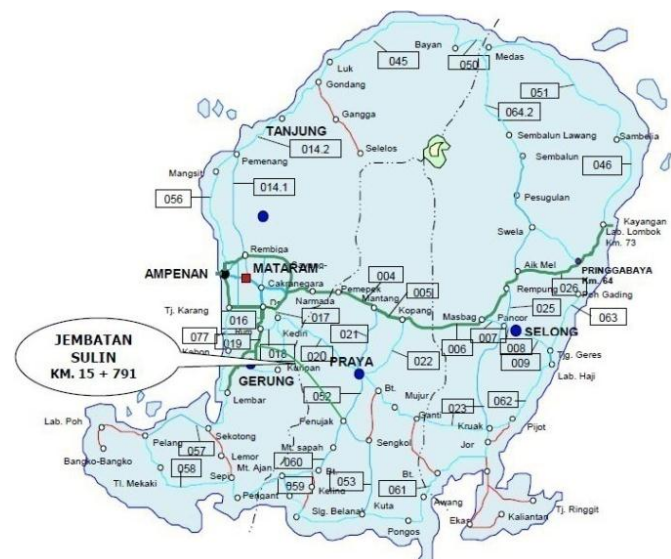 045
Bayan
050
Medas
Luk
Gondang
051
064.2
Gangga
TANJUNG
014.2
Selelos
Sembalun Lawang
Sambelia
Sembalun
046
Pemenang
Mangsit
014.1
056
Pesugulan
Kayangan
Lab. Lombok
Km. 73
Swela
Rembiga
AMPENAN
MATARAM
Cakranegara
Aik Mel
PRINGGABAYA
Km. 64
004
Narmada
Pemepek
Mantang
005
Kopang
Rempung
026
Poh Gading
063
Tj. Karang
016
017
Masbag
025
Pancor
SELONG
077
019
Kediri
021
006
007
008
JEMBATAN
SULIN
KM. 15 + 791
Kebon
018
020
PRAYA
022
009
Tjg. Geres
Lab. Haji
GERUNG
Kuripan
Lembar
052
Bt.
Mujur
062
Ganti
023
Penujak
Kruak
Pijot
Lab. Poh
Pelang
Sekotong
057
Mt. sapah
Sengkol
Jor
Bangko-Bangko
058
Lemor
Mt. Ajan
060
Bt.
Tl. Mekaki
Sepi
059
Keling
053
061
Bt.
Awang
Tj. Ringgit
Pengant
Slg. Belanak
Kuta
Pongos
Ekas
Kaliantan